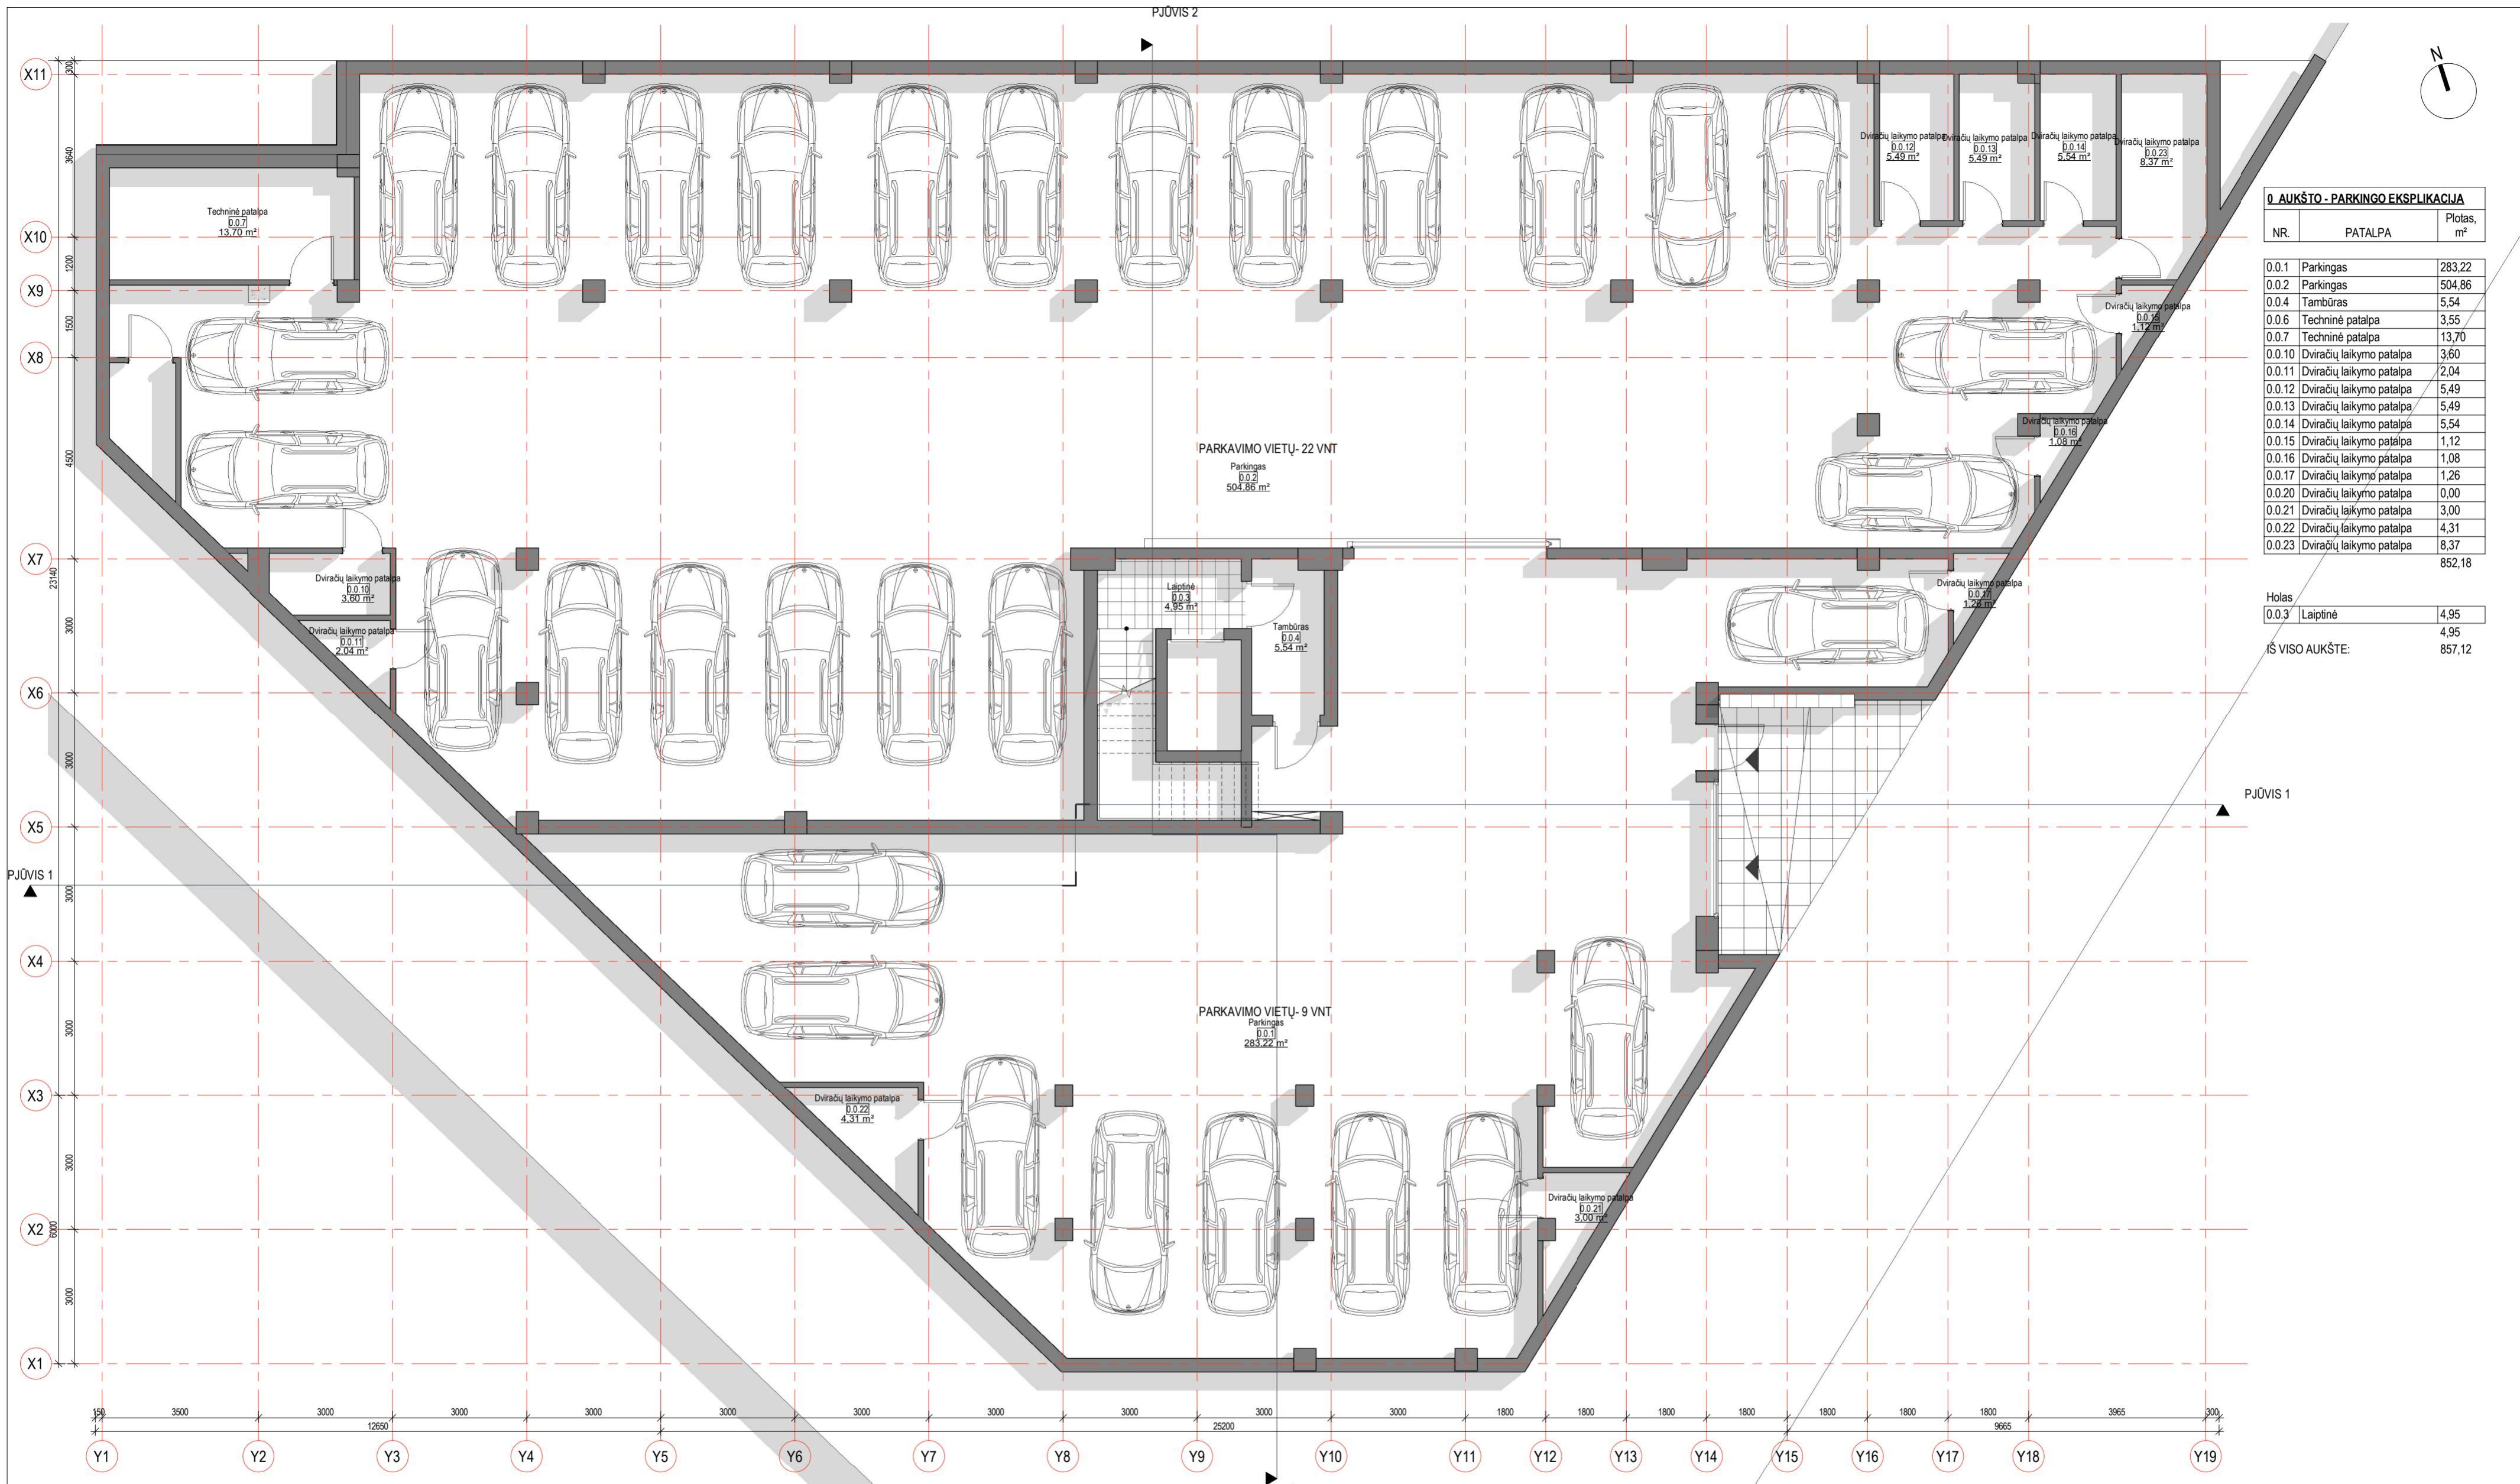 PJŪVIS 2
N
X11
X10
X9
X8
X7
X6
X5
X4
X3
X2
X1
300
3640
1200
1500
4500
23140
3000
3000
3000
3000
3000
6000
3000
Techninė patalpa
0.0.7
13,70 m²
Dviračių laikymo patalpa
0.0.12
5,49 m²
Dviračių laikymo patalpa
0.0.13
5,49 m²
Dviračių laikymo patalpa
0.0.14
5,54 m²
Dviračių laikymo patalpa
0.0.23
8,37 m²
Dviračių laikymo patalpa
0.0.15
1,12 m²
Dviračių laikymo patalpa
0.0.16
1,08 m²
PARKAVIMO VIETŲ- 22 VNT
Parkingas
0.0.2
504,86 m²
Dviračių laikymo patalpa
0.0.10
3,60 m²
Dviračių laikymo patalpa
0.0.11
2,04 m²
Laiptinė
0.0.3
4,95 m²
Tambūras
0.0.4
5,54 m²
Dviračių laikymo patalpa
0.0.17
1,26 m²
PJŪVIS 1
PJŪVIS 1
PARKAVIMO VIETŲ- 9 VNT
Parkingas
0.0.1
283,22 m²
Dviračių laikymo patalpa
0.0.22
4,31 m²
Dviračių laikymo patalpa
0.0.21
3,00 m²
0 AUKŠTO - PARKINGO EKSPLIKACIJA
NR. PATALPA Plotas, m²
0.0.1 Parkingas 283,22
0.0.2 Parkingas 504,86
0.0.4 Tambūras 5,54
0.0.6 Techninė patalpa 3,55
0.0.7 Techninė patalpa 13,70
0.0.10 Dviračių laikymo patalpa 3,60
0.0.11 Dviračių laikymo patalpa 2,04
0.0.12 Dviračių laikymo patalpa 5,49
0.0.13 Dviračių laikymo patalpa 5,49
0.0.14 Dviračių laikymo patalpa 5,54
0.0.15 Dviračių laikymo patalpa 1,12
0.0.16 Dviračių laikymo patalpa 1,08
0.0.17 Dviračių laikymo patalpa 1,26
0.0.20 Dviračių laikymo patalpa 0,00
0.0.21 Dviračių laikymo patalpa 3,00
0.0.22 Dviračių laikymo patalpa 4,31
0.0.23 Dviračių laikymo patalpa 8,37
852,18
Holas
0.0.3 Laiptinė 4,95
4,95
IŠ VISO AUKŠTE: 857,12
150 3500 3000 3000 3000 3000 3000 3000 3000 3000 3000 1800 1800 1800 1800 1800 1800 1800 3965 300
12650 25200 9665
Y1 Y2 Y3 Y4 Y5 Y6 Y7 Y8 Y9 Y10 Y11 Y12 Y13 Y14 Y15 Y16 Y17 Y18 Y19